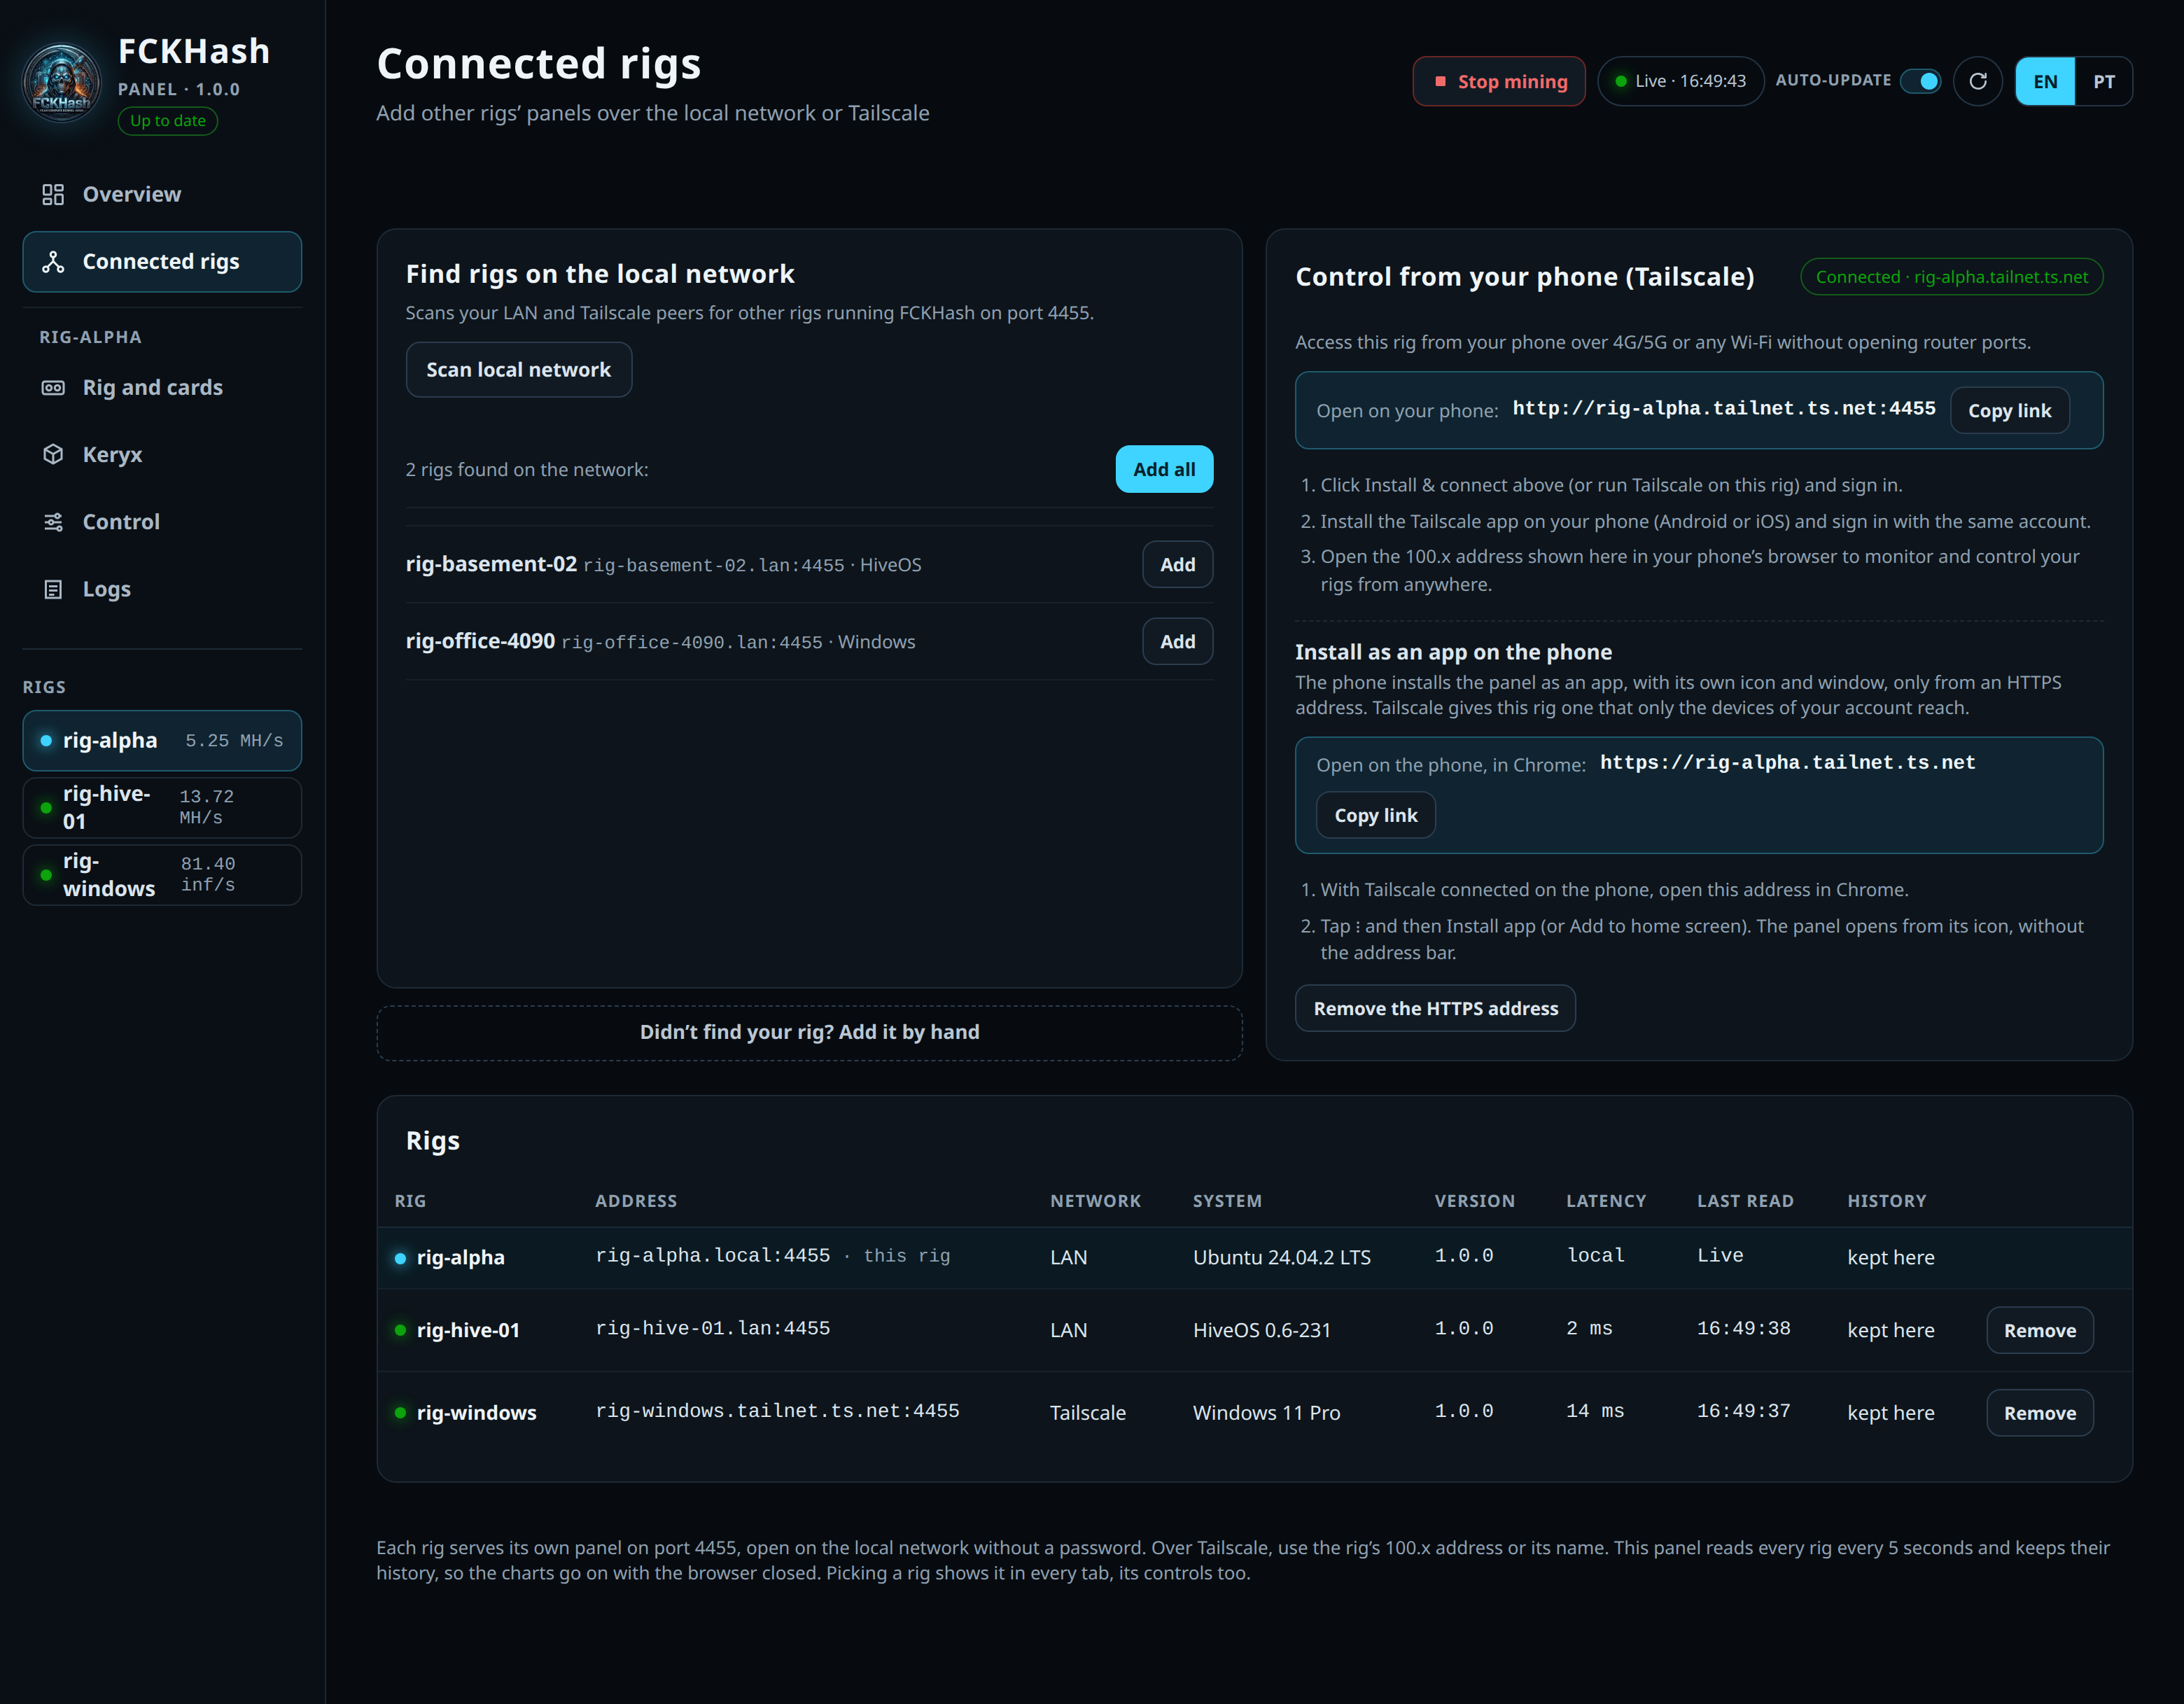 FCKHash
PANEL · 1.0.0
Up to date
FCKHash
Overview
Connected rigs
RIG-ALPHA
Rig and cards
Keryx
Control
Logs
RIGS
rig-alpha 5.25 MH/s
rig-hive-01 13.72 MH/s
rig-windows 81.40 inf/s
Connected rigs
Add other rigs’ panels over the local network or Tailscale
Stop mining
Live · 16:49:43
AUTO-UPDATE
EN
PT
Find rigs on the local network
Scans your LAN and Tailscale peers for other rigs running FCKHash on port 4455.
Scan local network
2 rigs found on the network:
Add all
rig-basement-02 rig-basement-02.lan:4455 · HiveOS
Add
rig-office-4090 rig-office-4090.lan:4455 · Windows
Add
Didn’t find your rig? Add it by hand
Control from your phone (Tailscale)
Connected · rig-alpha.tailnet.ts.net
Access this rig from your phone over 4G/5G or any Wi-Fi without opening router ports.
Open on your phone: http://rig-alpha.tailnet.ts.net:4455 Copy link
1. Click Install & connect above (or run Tailscale on this rig) and sign in.
2. Install the Tailscale app on your phone (Android or iOS) and sign in with the same account.
3. Open the 100.x address shown here in your phone’s browser to monitor and control your
rigs from anywhere.
Install as an app on the phone
The phone installs the panel as an app, with its own icon and window, only from an HTTPS
address. Tailscale gives this rig one that only the devices of your account reach.
Open on the phone, in Chrome: https://rig-alpha.tailnet.ts.net
Copy link
1. With Tailscale connected on the phone, open this address in Chrome.
2. Tap ⋮ and then Install app (or Add to home screen). The panel opens from its icon, without
the address bar.
Remove the HTTPS address
Rigs
RIG ADDRESS NETWORK SYSTEM VERSION LATENCY LAST READ HISTORY
rig-alpha rig-alpha.local:4455 · this rig LAN Ubuntu 24.04.2 LTS 1.0.0 local Live kept here
rig-hive-01 rig-hive-01.lan:4455 LAN HiveOS 0.6-231 1.0.0 2 ms 16:49:38 kept here Remove
rig-windows rig-windows.tailnet.ts.net:4455 Tailscale Windows 11 Pro 1.0.0 14 ms 16:49:37 kept here Remove
Each rig serves its own panel on port 4455, open on the local network without a password. Over Tailscale, use the rig’s 100.x address or its name. This panel reads every rig every 5 seconds and keeps their
history, so the charts go on with the browser closed. Picking a rig shows it in every tab, its controls too.